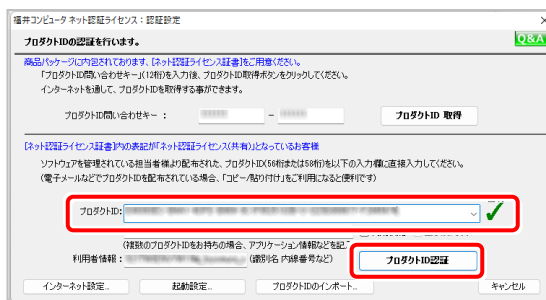 福井コンピュータ ネット認証ライセンス：認証設定
プロダクトIDの認証を行います。
Q&A
商品パッケージに内包されております、[ネット認証ライセンス証書]をご用意ください。
「プロダクトID問い合わせキー」(12桁)を入力後、プロダクトID取得ボタンをクリックしてください。
インターネットを通して、プロダクトIDを取得する事ができます。
プロダクトID問い合わせキー： - プロダクトID 取得
[ネット認証ライセンス証書]内の表記が「ネット認証ライセンス(共有)」となっているお客様
ソフトウェアを管理されている担当者様より配布された、プロダクトID(56桁または58桁)を以下の入力欄に直接入力してください。
(電子メールなどでプロダクトIDを配布されている場合、「コピー/貼り付け」をご利用になると便利です)
プロダクトID:
(複数のプロダクトIDをお持ちの場合、アプリケーション情報などを記
利用者情報： (識別名 内線番号など) プロダクトID認証
インターネット設定... 起動設定... プロダクトIDのインポート... キャンセル